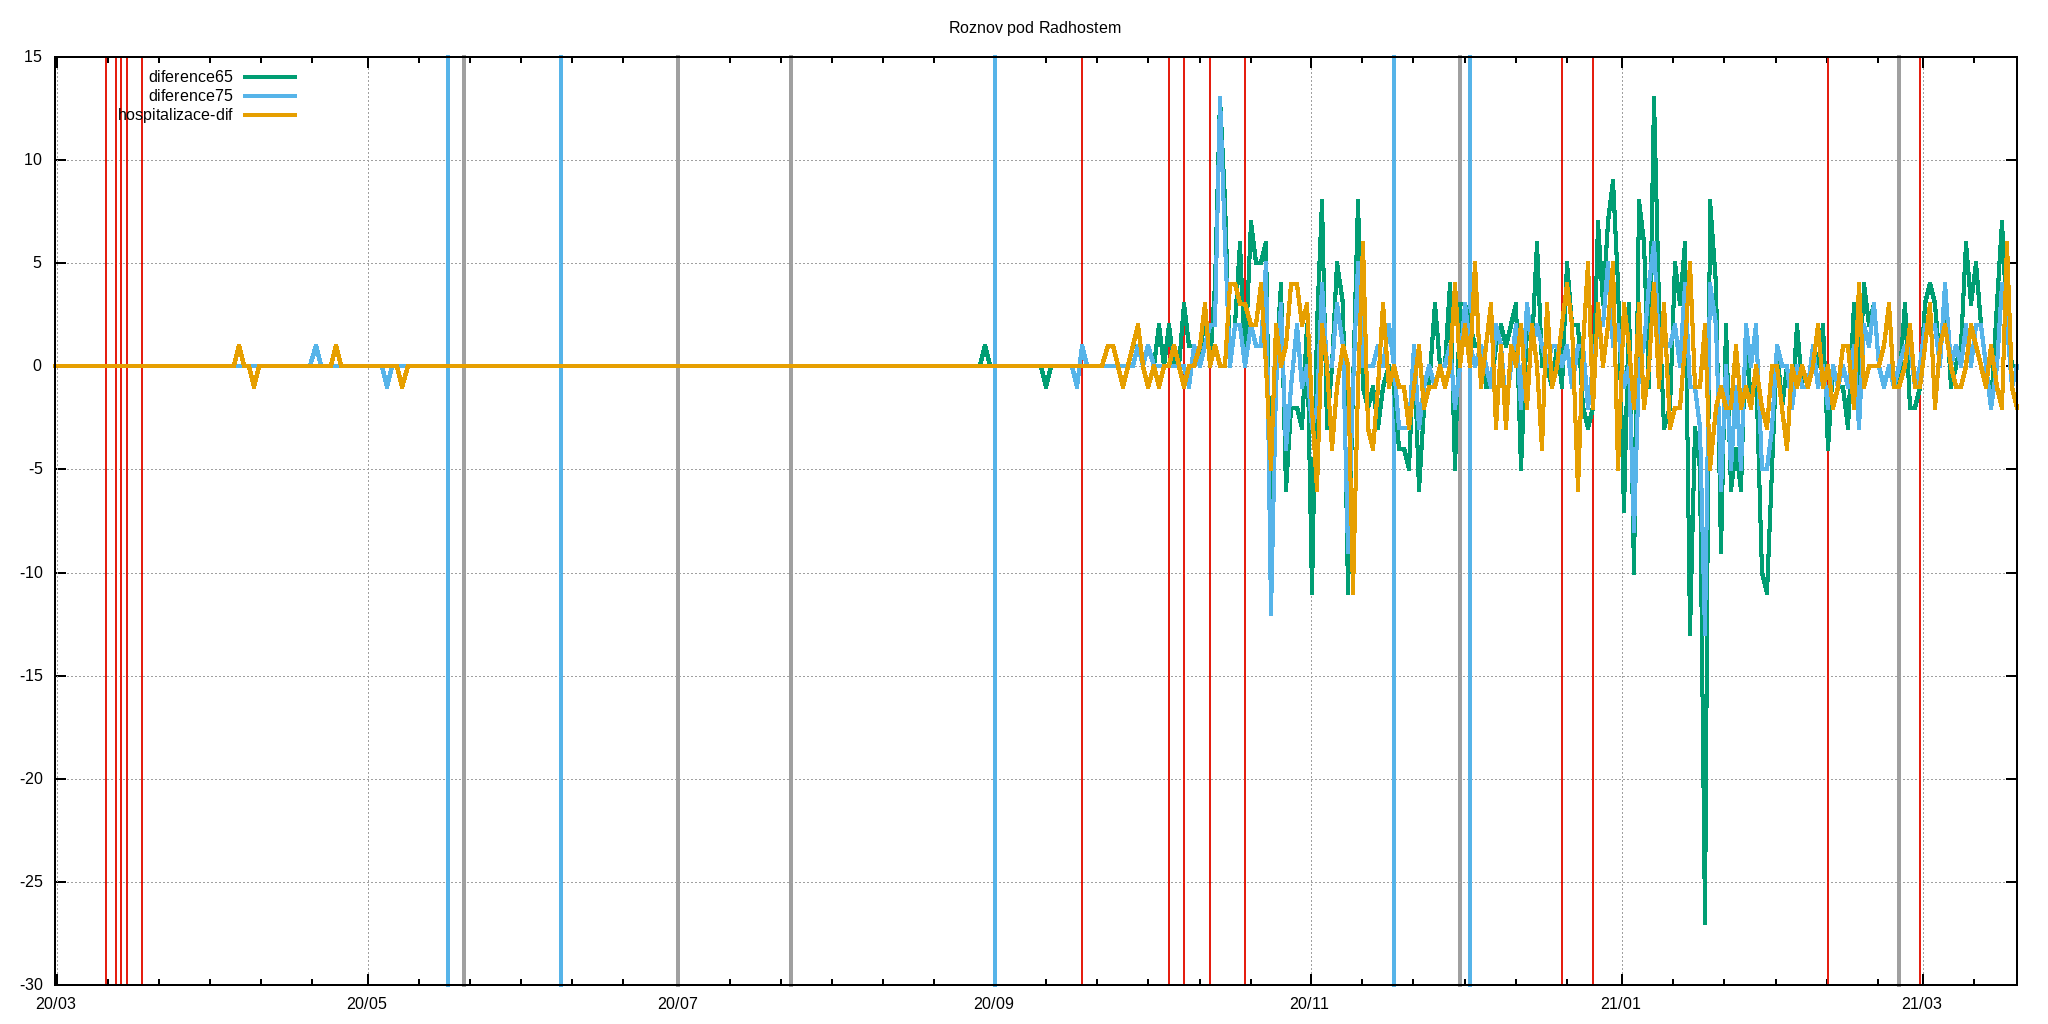 Roznov pod Radhostem
15
diference65
diference75
hospitalizace-dif
10
5
0
-5
-10
-15
-20
-25
-30
20/03 20/05 20/07 20/09 20/11 21/01 21/03